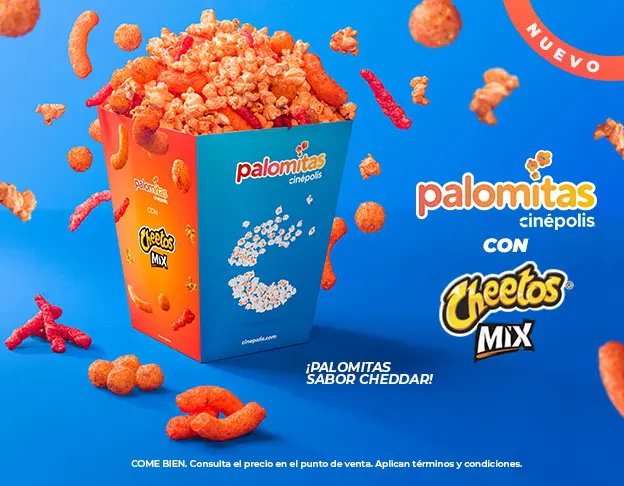 NUEVO
palomitas
cinépolis
CON
Cheetos
MIX
palomitas
cinépolis
cinepolis.com
palomitas
cinépolis
CON
Cheetos®
MIX
¡PALOMITAS
SABOR CHEDDAR!
COME BIEN. Consulta el precio en el punto de venta. Aplican términos y condiciones.